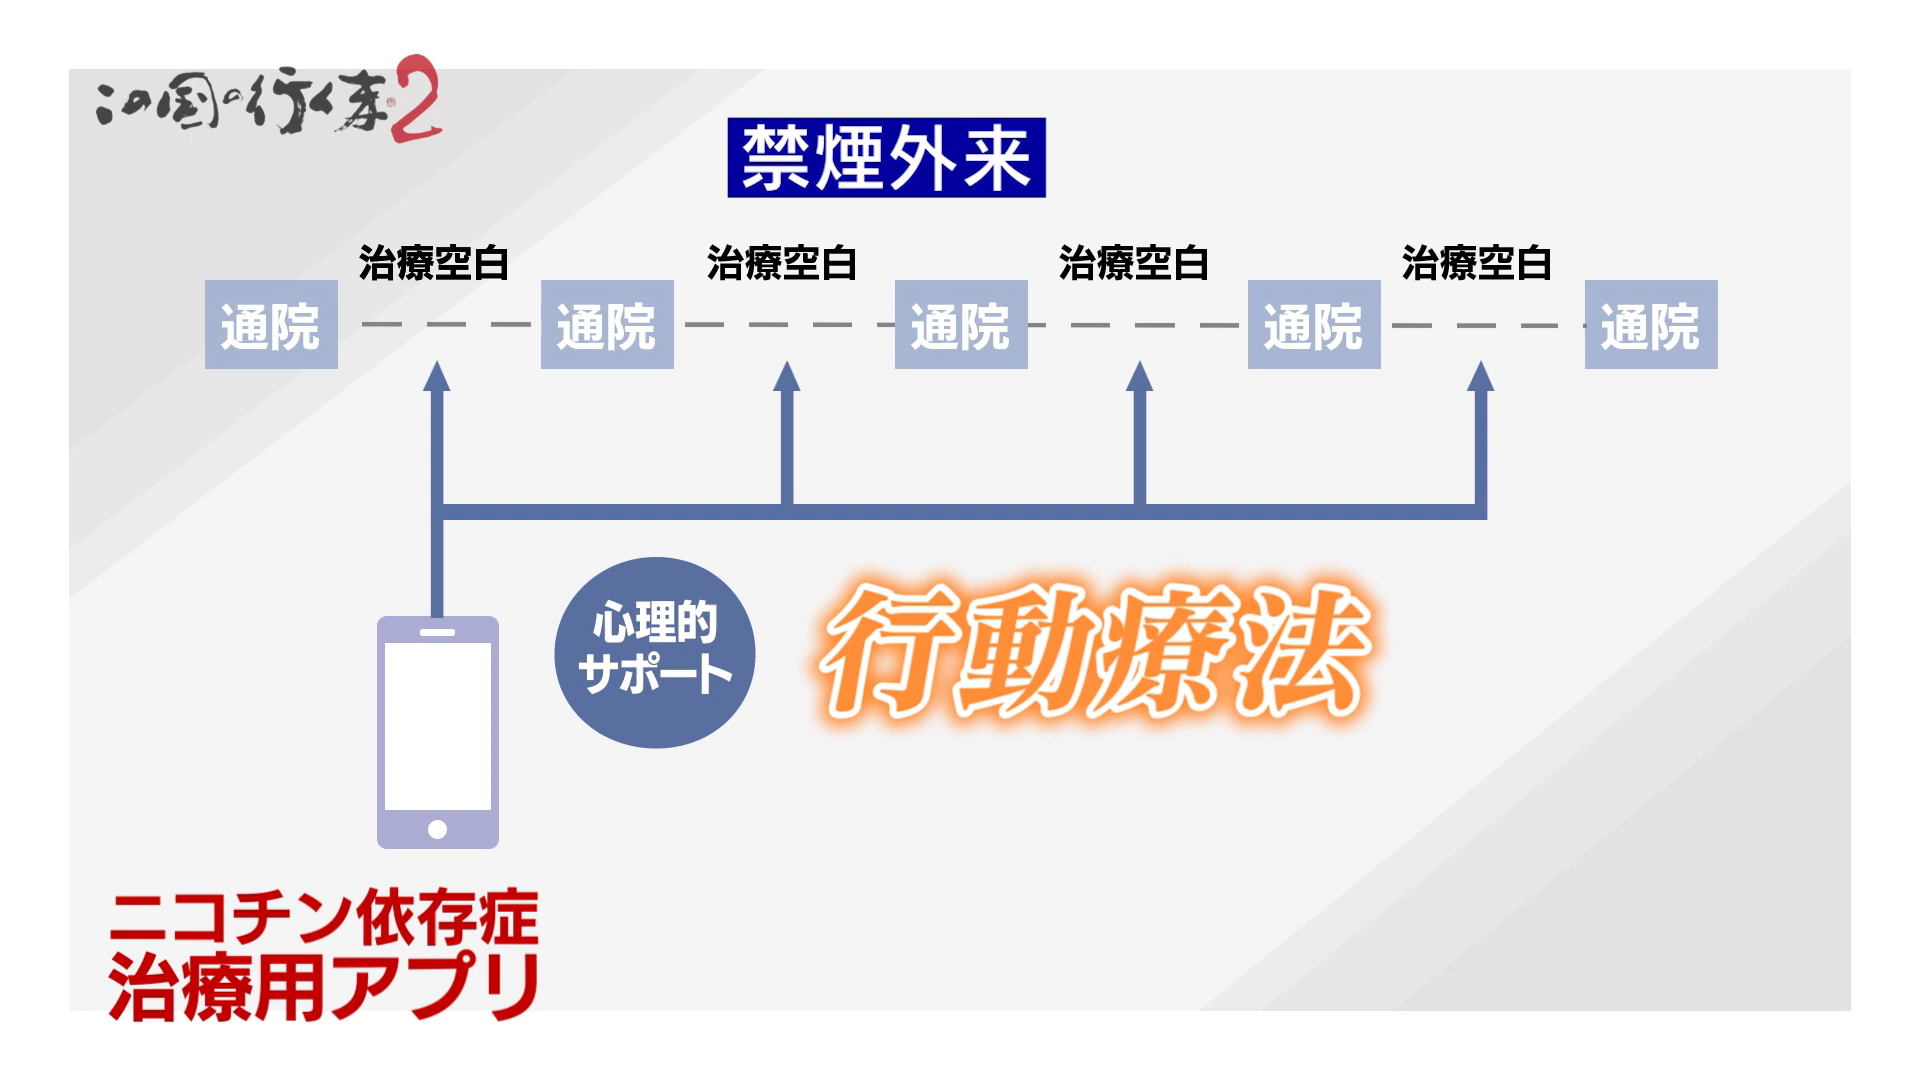 この国の行く末2
禁煙外来
治療空白 治療空白 治療空白 治療空白
通院 通院 通院 通院 通院
心理的
サポート
行動療法
ニコチン依存症
治療用アプリ